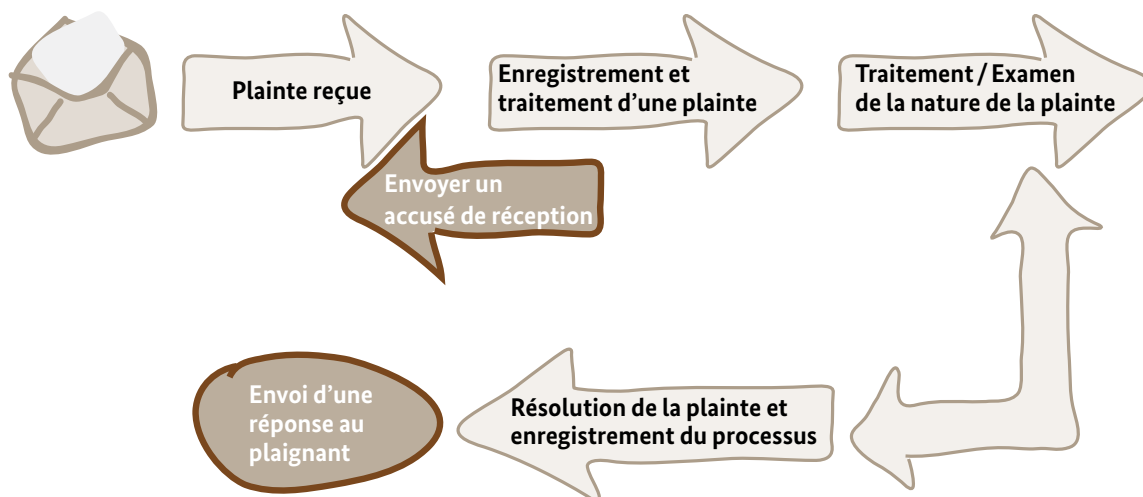 Plainte reçue
Enregistrement et
traitement d’une plainte
Traitement / Examen
de la nature de la plainte
Envoyer un
accusé de réception
Résolution de la plainte et
enregistrement du processus
Envoi d’une
réponse au
plaignant